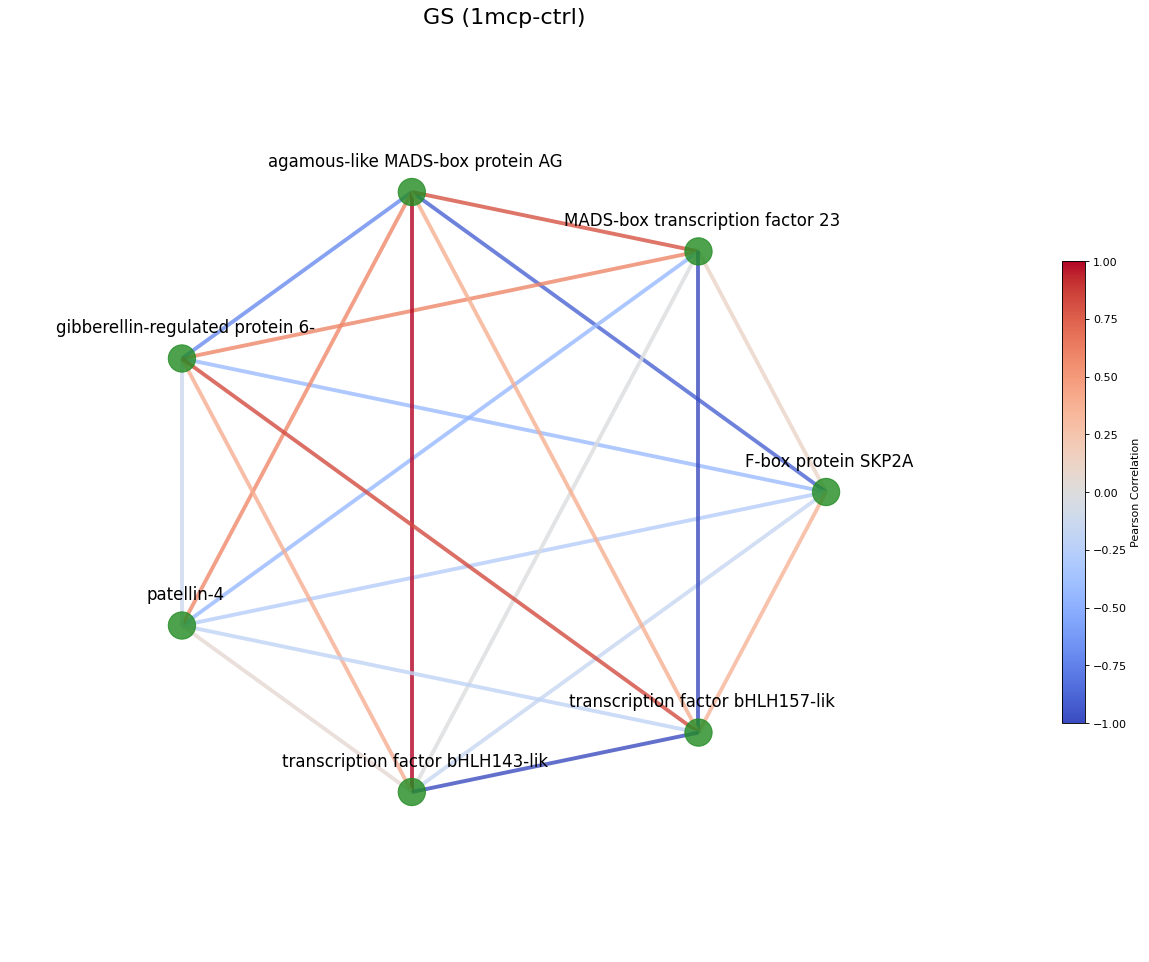 GS (1mcp-ctrl)
agamous-like MADS-box protein AG
MADS-box transcription factor 23
gibberellin-regulated protein 6-
F-box protein SKP2A
patellin-4
transcription factor bHLH157-lik
transcription factor bHLH143-lik
1.00
0.75
0.50
0.25
0.00
−0.25
−0.50
−0.75
−1.00
Pearson Correlation